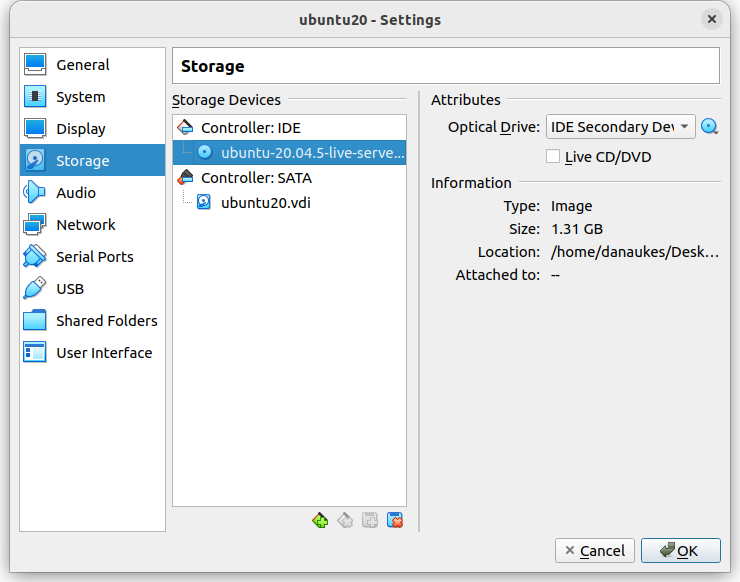 ubuntu20 - Settings
General
System
Display
Storage
Audio
Network
Serial Ports
USB
Shared Folders
User Interface
Storage
Storage Devices
Controller: IDE
ubuntu-20.04.5-live-serve...
Controller: SATA
ubuntu20.vdi
Attributes
Optical Drive: IDE Secondary Dev
Live CD/DVD
Information
Type: Image
Size: 1.31 GB
Location: /home/danaukes/Desk...
Attached to: --
Cancel
OK